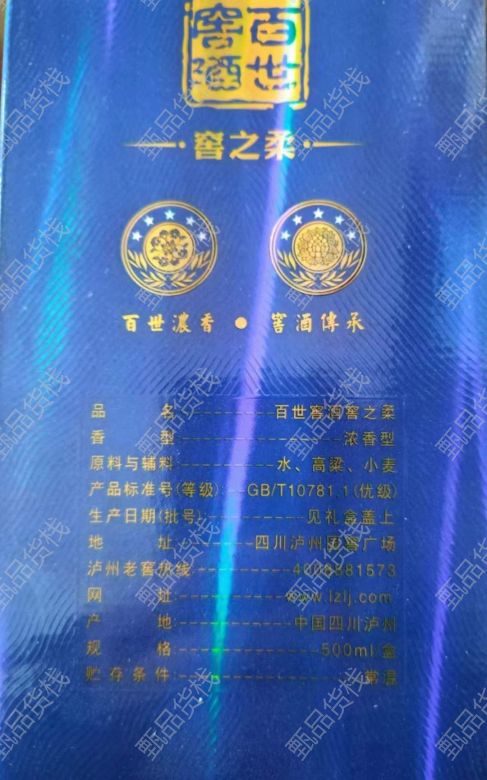 百世
窖酒
窖之柔
百世濃香 • 窖酒傳承
品名:百世窖酒窖之柔
香型:浓香型
原料与辅料:水、高粱、小麦
产品标准号(等级):GB/T10781.1(优级)
生产日期(批号):见礼盒盖上
地址:四川泸州国窖广场
泸州老窖热线:4008881573
网址:www.lzlj.com
产地:中国四川泸州
规格:500ml/盒
贮存条件:常温
甄品货栈